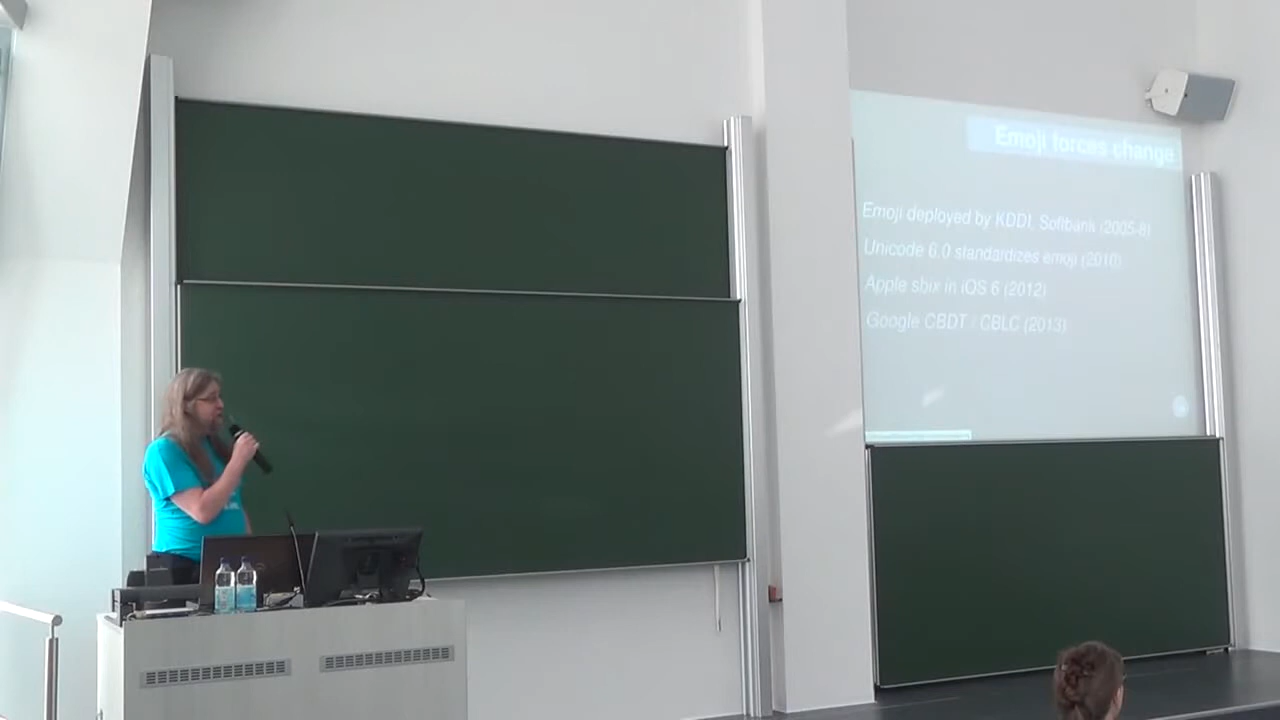 Emoji forces change
Emoji deployed by KDDI, Softbank (2005-8)
Unicode 6.0 standardizes emoji (2010)
Apple sbix in iOS 6 (2012)
Google CBDT / CBLC (2013)